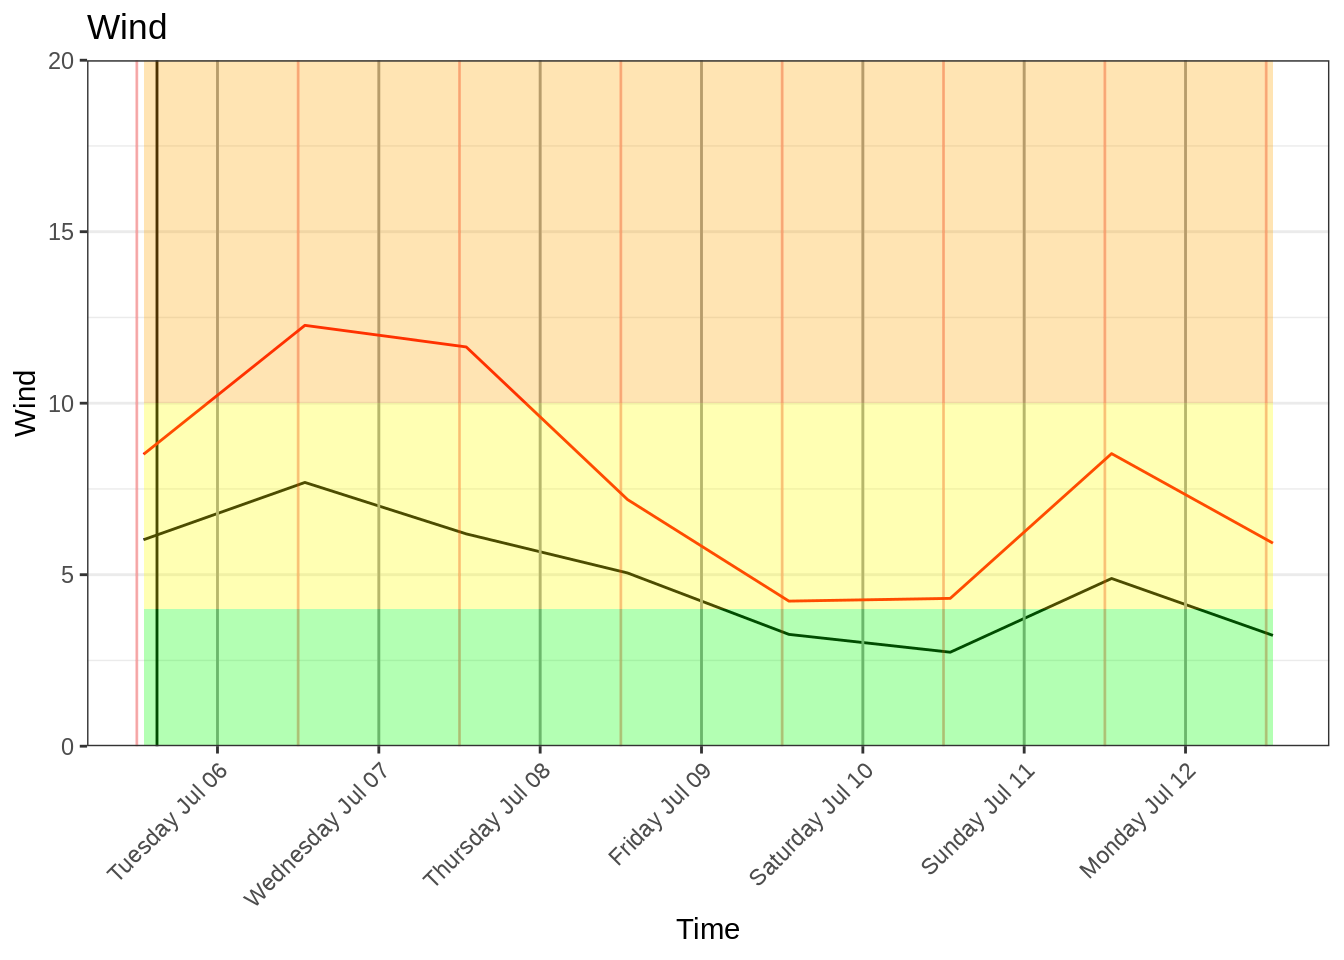 Wind
20
15
10
5
0
Wind
Tuesday Jul 06
Wednesday Jul 07
Thursday Jul 08
Friday Jul 09
Saturday Jul 10
Sunday Jul 11
Monday Jul 12
Time